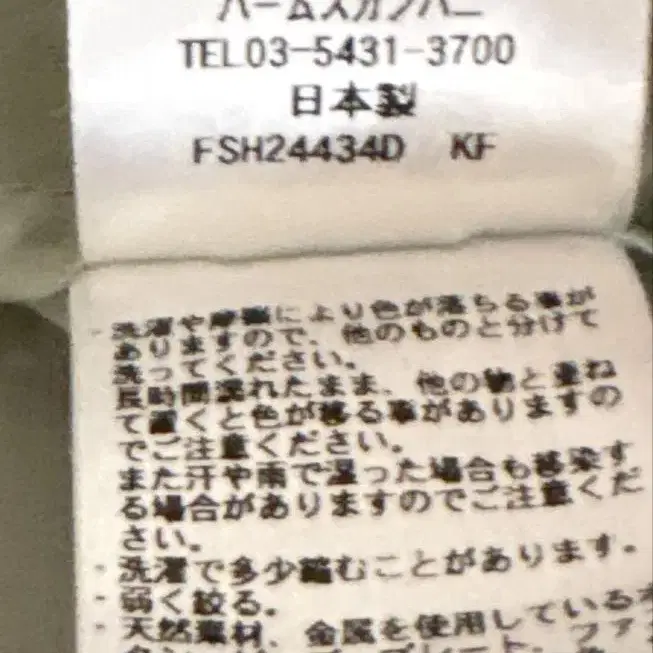 パームスカンパニー
TEL03-5431-3700
日本製
FSH24434D KF
・洗濯や摩擦により色が落ちる事が
ありますので、他のものと分けて
洗ってください。
長時間濡れたまま、他の物と重ね
て置くと色が移る事がありますの
でご注意ください。
また汗や雨で湿った場合も移染す
る場合がありますのでご注意くだ
さい。
・洗濯で多少縮むことがあります。
・弱く絞る。
・天然素材、金属を使用している
プレート、ファ